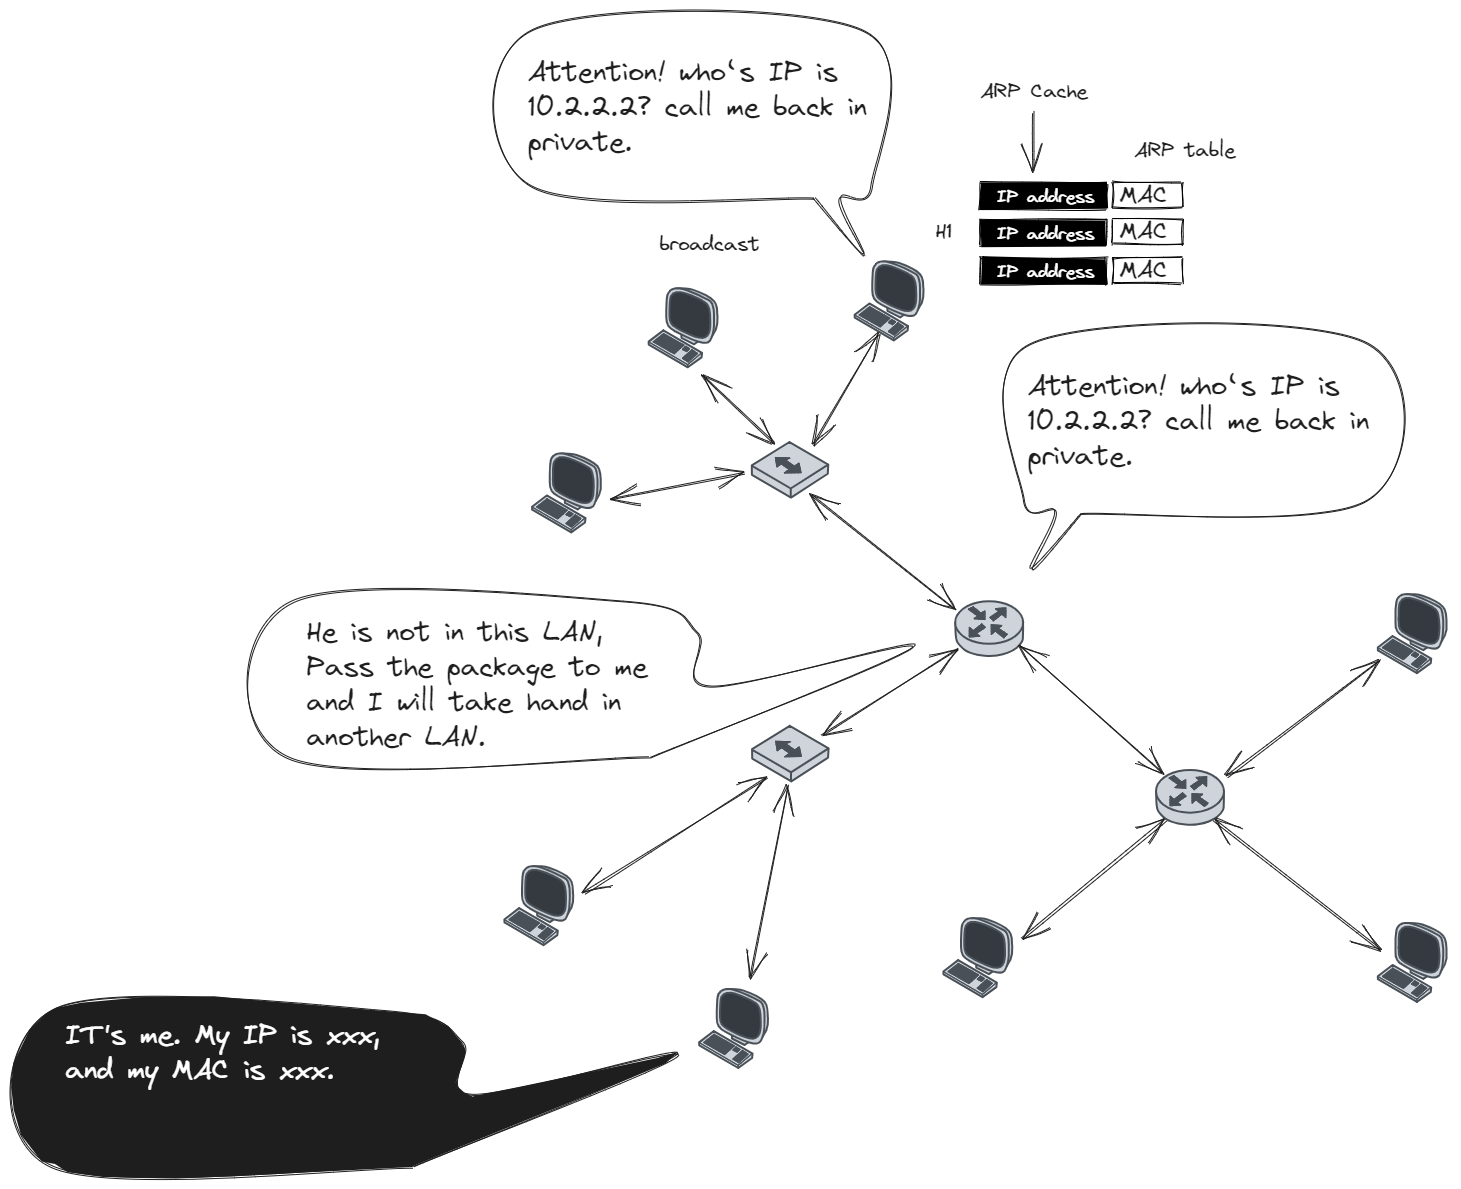 Attention! who's IP is
10.2.2.2? call me back in
private.
ARP Cache
ARP table
IP address MAC
H1 IP address MAC
IP address MAC
broadcast
Attention! who's IP is
10.2.2.2? call me back in
private.
He is not in this LAN,
Pass the package to me
and I will take hand in
another LAN.
IT's me. My IP is xxx,
and my MAC is xxx.